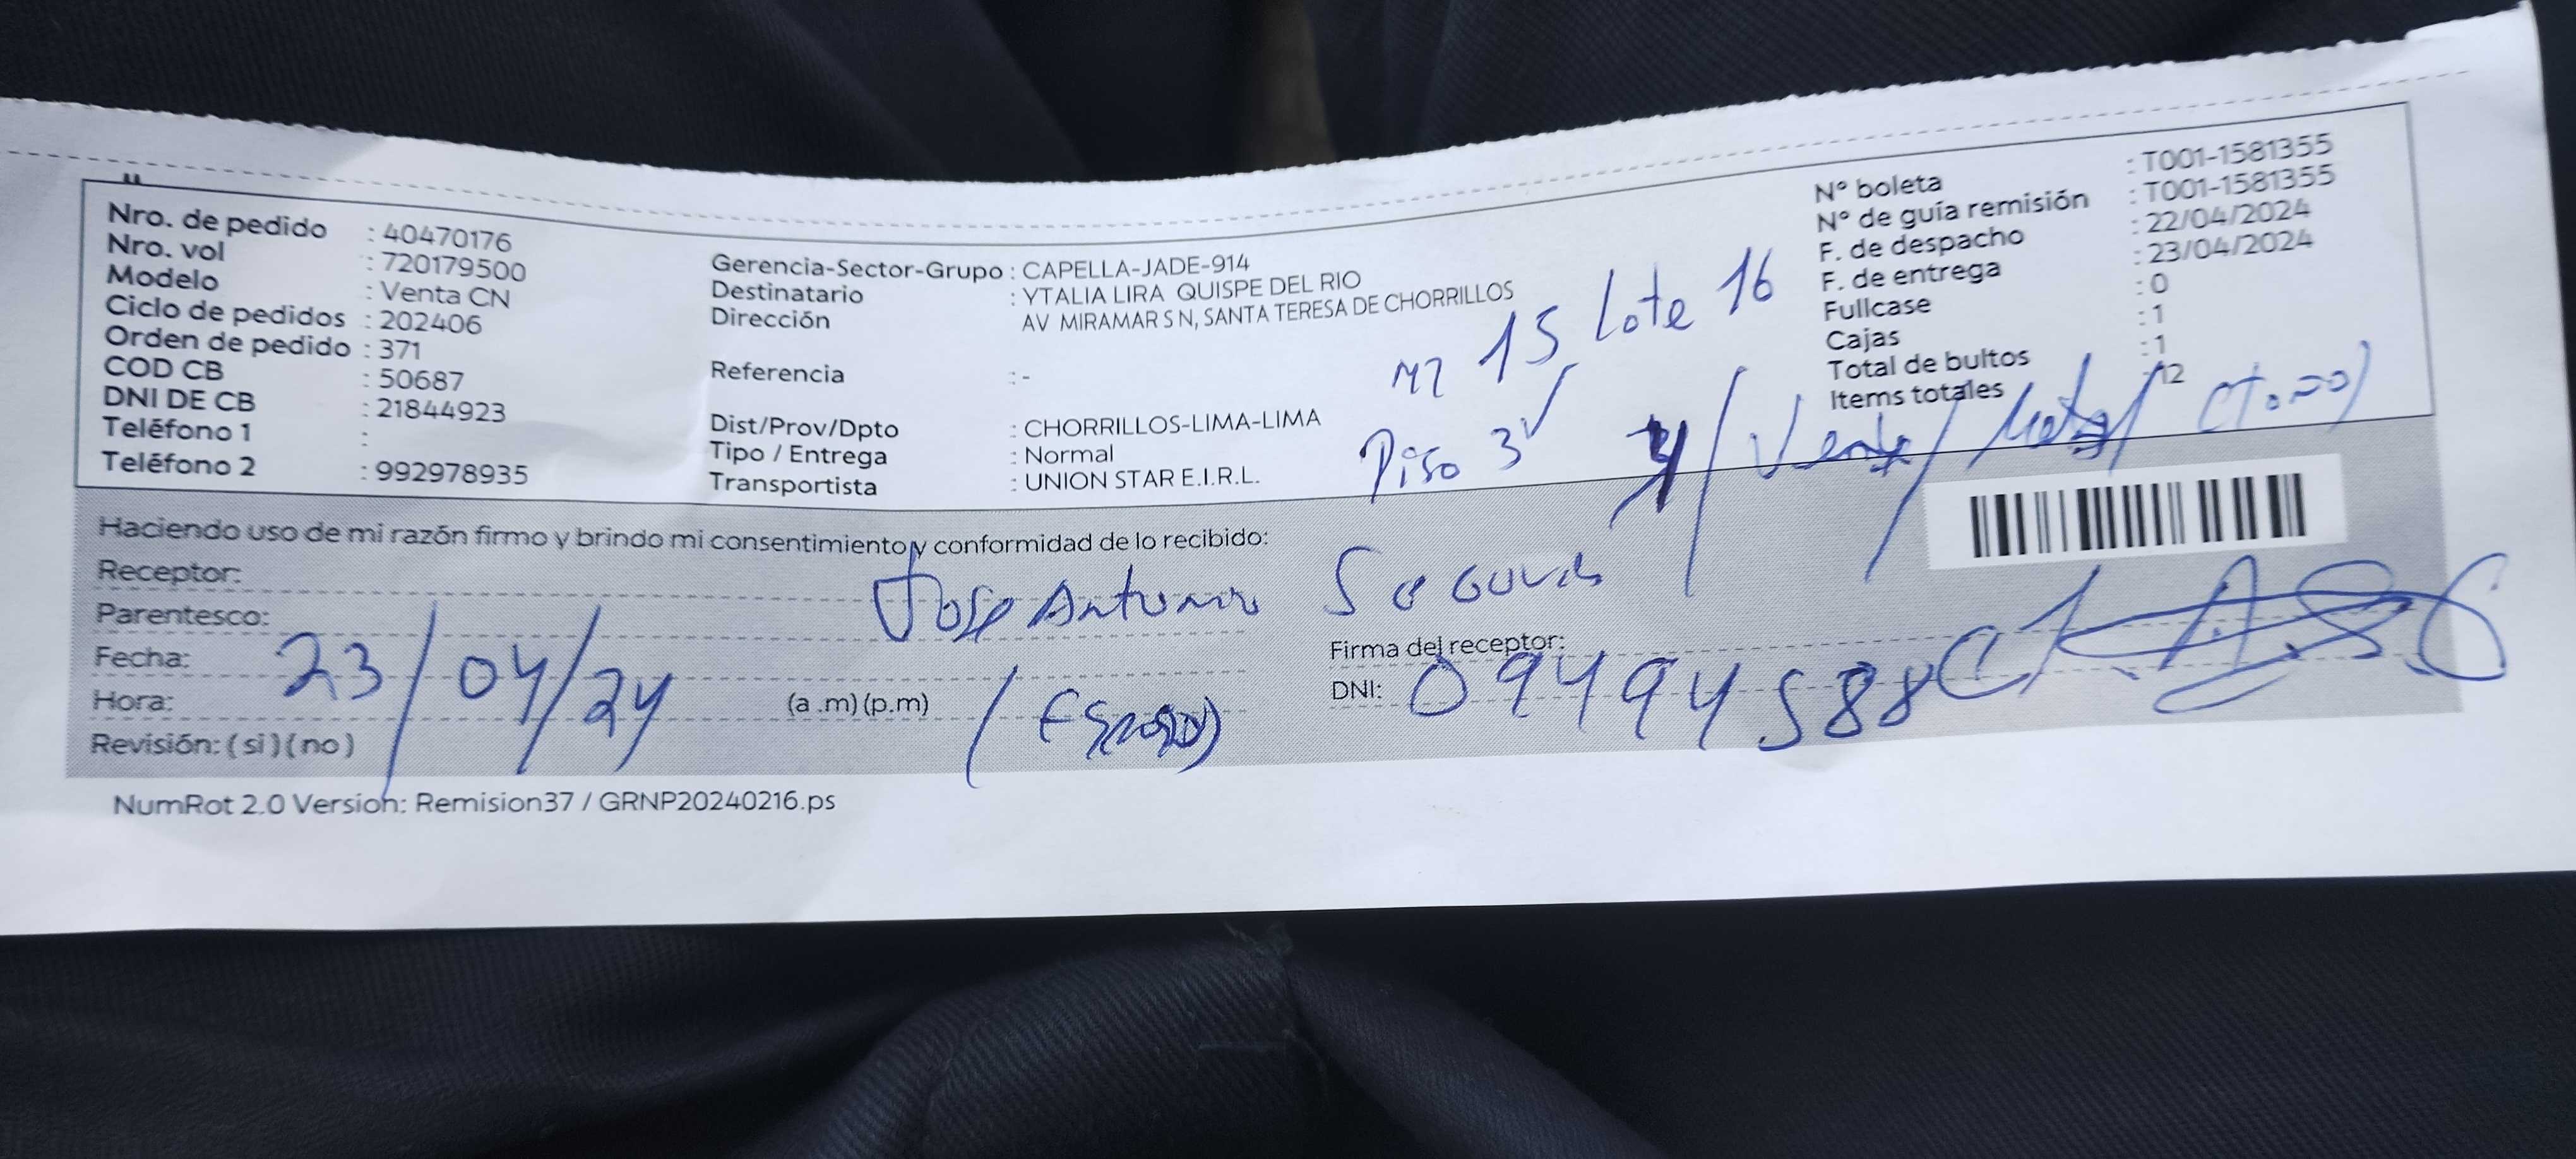 Nro. de pedido : 40470176
Nro. vol : 720179500
Modelo : Venta CN
Ciclo de pedidos : 202406
Orden de pedido : 371
COD CB : 50687
DNI DE CB : 21844923
Teléfono 1 :
Teléfono 2 : 992978935
Gerencia-Sector-Grupo : CAPELLA-JADE-914
Destinatario : YTALIA LIRA QUISPE DEL RIO
Dirección AV MIRAMAR S N, SANTA TERESA DE CHORRILLOS
Referencia : -
Dist/Prov/Dpto : CHORRILLOS-LIMA-LIMA
Tipo / Entrega : Normal
Transportista : UNION STAR E.I.R.L.
Mz 15 Lote 16
Piso 3
Nº boleta : T001-1581355
Nº de guía remisión : T001-1581355
F. de despacho : 22/04/2024
F. de entrega : 23/04/2024
Fullcase : 0
Cajas : 1
Total de bultos : 1
Items totales : 12
Haciendo uso de mi razón firmo y brindo mi consentimiento y conformidad de lo recibido:
Receptor: Jose Antonio
Parentesco:
Fecha: 23/04/24
Hora: (a .m) (p.m)
Revisión: ( si ) ( no )
Firma del receptor:
DNI: 09494588
NumRot 2.0 Version: Remision37 / GRNP20240216.ps